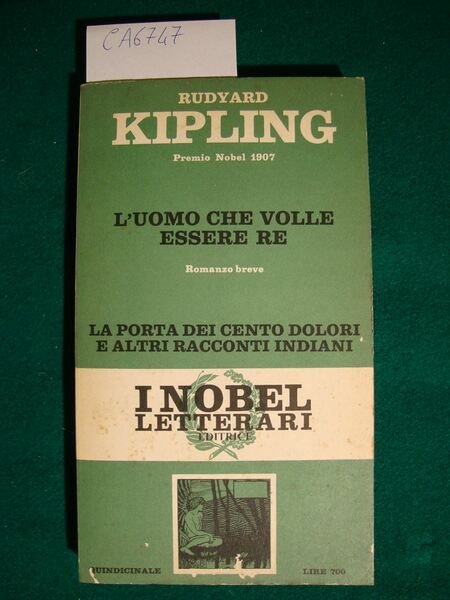 CA6747
RUDYARD
KIPLING
Premio Nobel 1907
L'UOMO CHE VOLLE
ESSERE RE
Romanzo breve
LA PORTA DEI CENTO DOLORI
E ALTRI RACCONTI INDIANI
I NOBEL
LETTERARI
EDITRICE
QUINDICINALE
LIRE 700